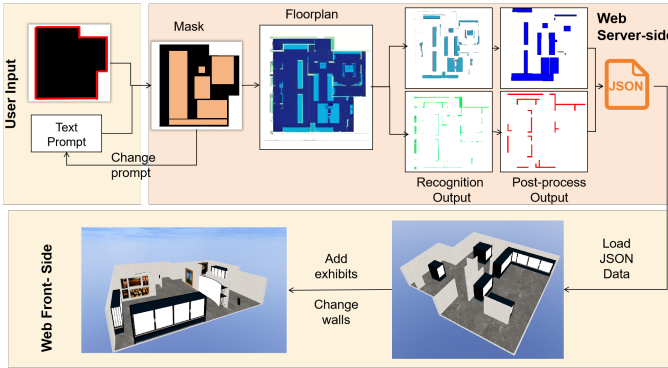 User Input
Text
Prompt
Mask
Change
prompt
Floorplan
Recognition
Output
Post-process
Output
Web
Server-side
JSON
Web Front- Side
Add
exhibits
Change
walls
Load
JSON
Data